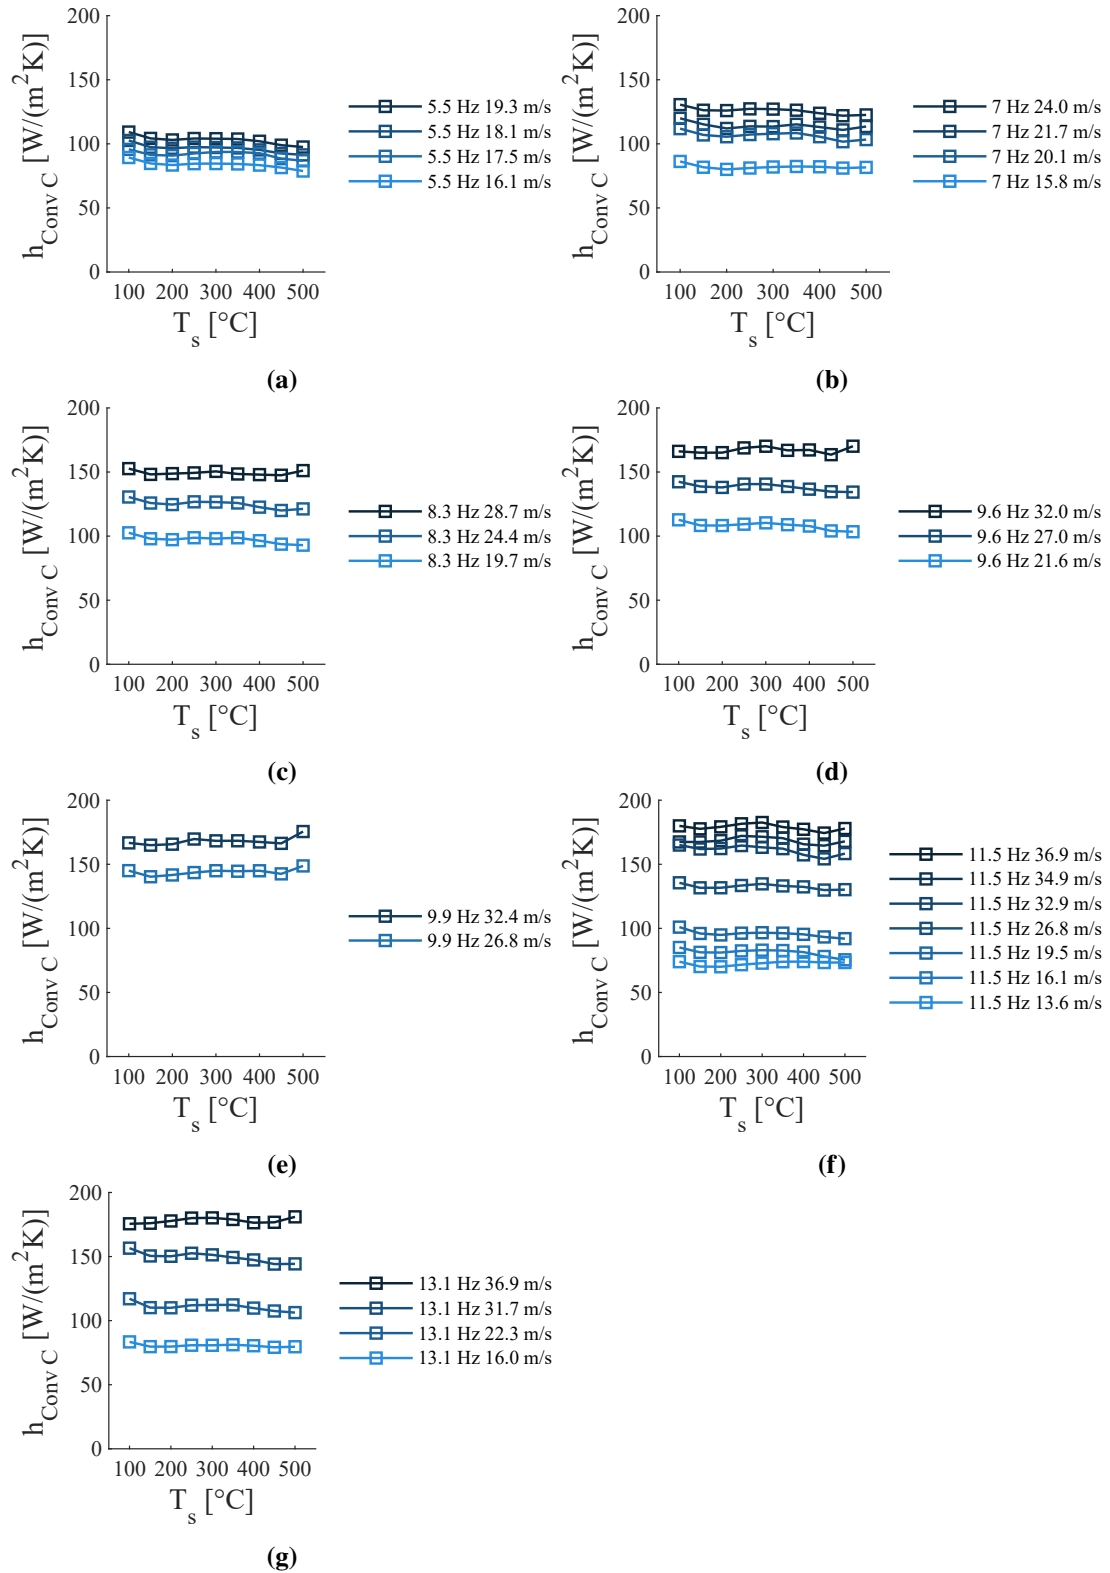 200
150
100
50
0
h_Conv C [W/(m^2K)]
100 200 300 400 500
T_s [°C]
5.5 Hz 19.3 m/s
5.5 Hz 18.1 m/s
5.5 Hz 17.5 m/s
5.5 Hz 16.1 m/s
(a)
200
150
100
50
0
h_Conv C [W/(m^2K)]
100 200 300 400 500
T_s [°C]
7 Hz 24.0 m/s
7 Hz 21.7 m/s
7 Hz 20.1 m/s
7 Hz 15.8 m/s
(b)
200
150
100
50
0
h_Conv C [W/(m^2K)]
100 200 300 400 500
T_s [°C]
8.3 Hz 28.7 m/s
8.3 Hz 24.4 m/s
8.3 Hz 19.7 m/s
(c)
200
150
100
50
0
h_Conv C [W/(m^2K)]
100 200 300 400 500
T_s [°C]
9.6 Hz 32.0 m/s
9.6 Hz 27.0 m/s
9.6 Hz 21.6 m/s
(d)
200
150
100
50
0
h_Conv C [W/(m^2K)]
100 200 300 400 500
T_s [°C]
9.9 Hz 32.4 m/s
9.9 Hz 26.8 m/s
(e)
200
150
100
50
0
h_Conv C [W/(m^2K)]
100 200 300 400 500
T_s [°C]
11.5 Hz 36.9 m/s
11.5 Hz 34.9 m/s
11.5 Hz 32.9 m/s
11.5 Hz 26.8 m/s
11.5 Hz 19.5 m/s
11.5 Hz 16.1 m/s
11.5 Hz 13.6 m/s
(f)
200
150
100
50
0
h_Conv C [W/(m^2K)]
100 200 300 400 500
T_s [°C]
13.1 Hz 36.9 m/s
13.1 Hz 31.7 m/s
13.1 Hz 22.3 m/s
13.1 Hz 16.0 m/s
(g)